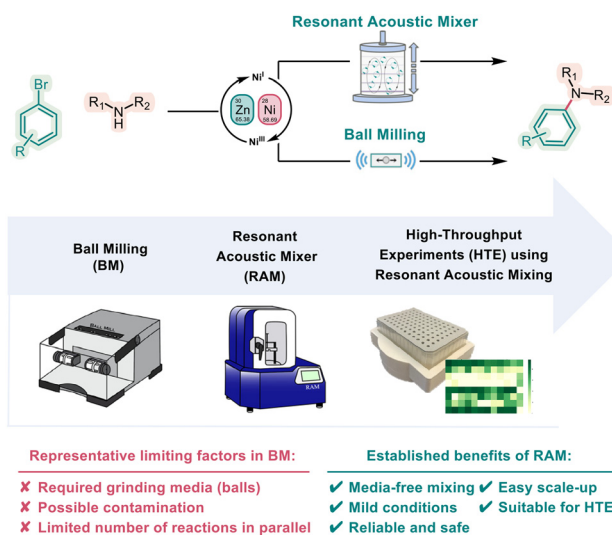 Resonant Acoustic Mixer
Br
R
R1
N
H
R2
NiI
30
Zn
65.38
28
Ni
58.69
NiIII
Ball Milling
R1
N
R2
R
Ball Milling
(BM)
Resonant
Acoustic Mixer
(RAM)
High-Throughput
Experiments (HTE) using
Resonant Acoustic Mixing
BALL MILL
RAM
Representative limiting factors in BM:
✘ Required grinding media (balls)
✘ Possible contamination
✘ Limited number of reactions in parallel
Established benefits of RAM:
✔ Media-free mixing ✔ Easy scale-up
✔ Mild conditions ✔ Suitable for HTE
✔ Reliable and safe